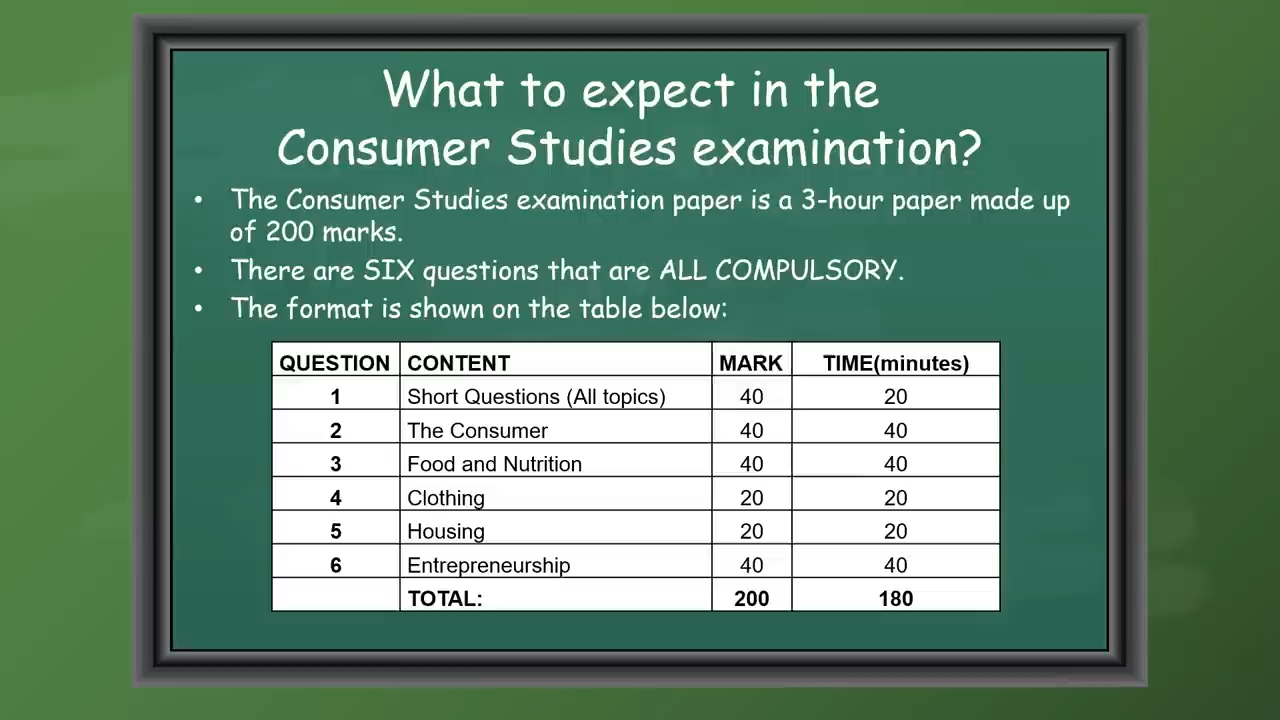 What to expect in the
Consumer Studies examination?
• The Consumer Studies examination paper is a 3-hour paper made up
of 200 marks.
• There are SIX questions that are ALL COMPULSORY.
• The format is shown on the table below:
QUESTION CONTENT MARK TIME(minutes)
1 Short Questions (All topics) 40 20
2 The Consumer 40 40
3 Food and Nutrition 40 40
4 Clothing 20 20
5 Housing 20 20
6 Entrepreneurship 40 40
TOTAL: 200 180